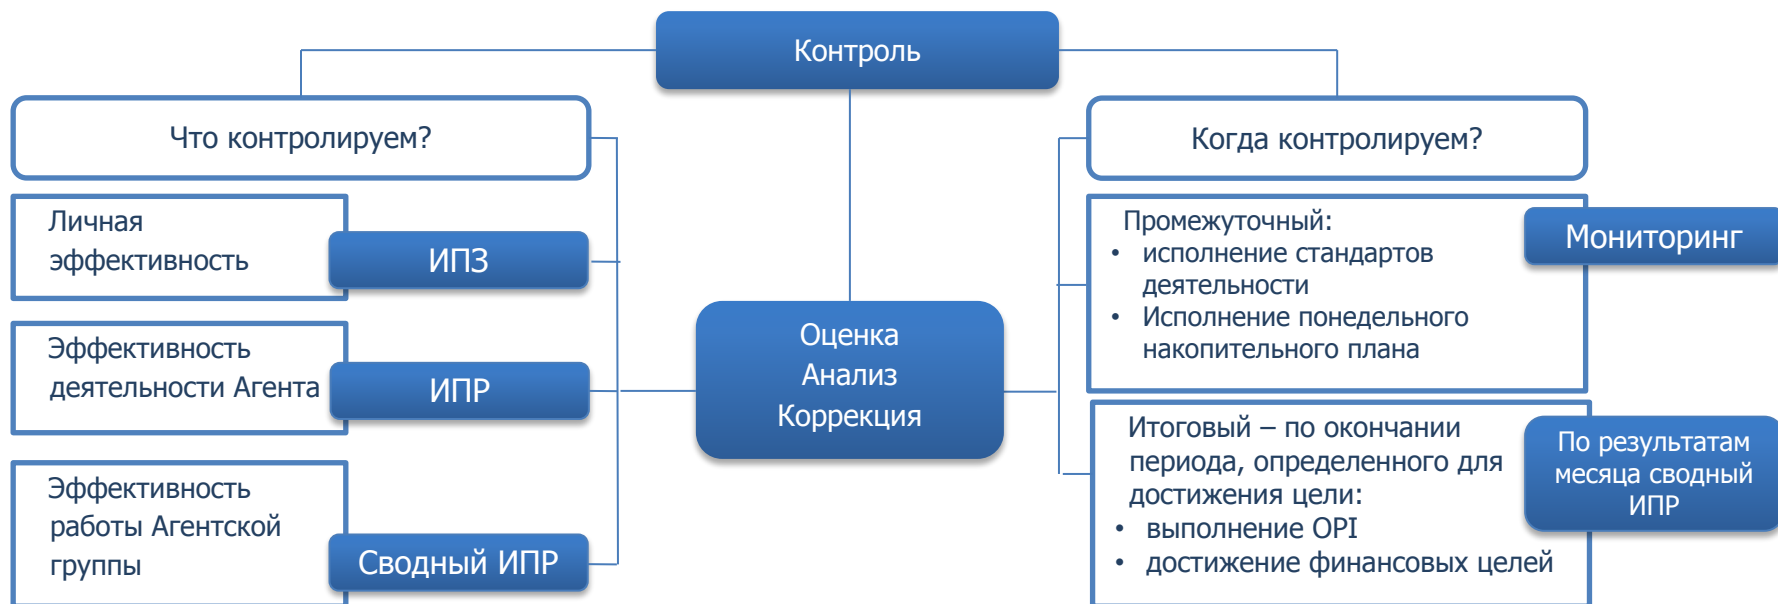 Контроль
Что контролируем?
Личная
эффективность
ИПЗ
Эффективность
деятельности Агента
ИПР
Эффективность
работы Агентской
группы
Сводный ИПР
Оценка
Анализ
Коррекция
Когда контролируем?
Промежуточный:
• исполнение стандартов
деятельности
• Исполнение понедельного
накопительного плана
Мониторинг
Итоговый – по окончании
периода, определенного для
достижения цели:
• выполнение OPI
• достижение финансовых целей
По результатам
месяца сводный
ИПР